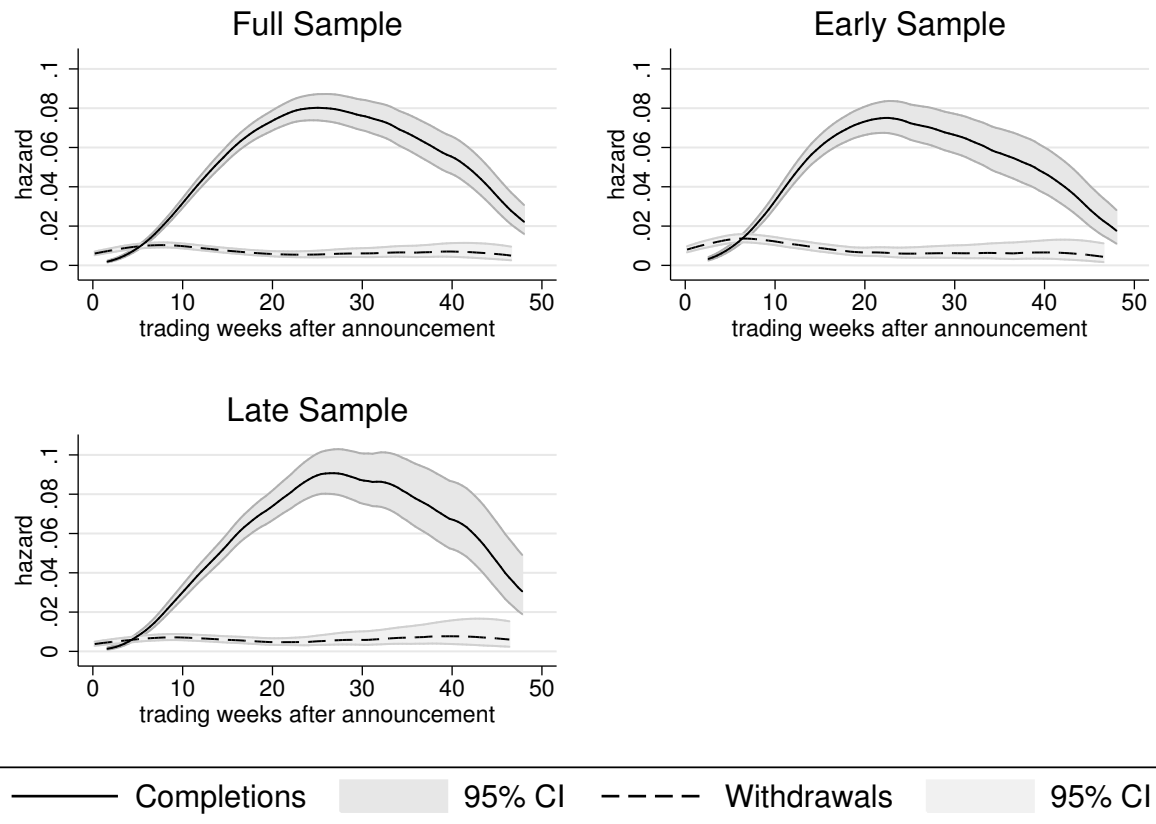 Full Sample
.1
.08
.06
.04
.02
0
hazard
0 10 20 30 40 50
trading weeks after announcement
Early Sample
.1
.08
.06
.04
.02
0
hazard
0 10 20 30 40 50
trading weeks after announcement
Late Sample
.1
.08
.06
.04
.02
0
hazard
0 10 20 30 40 50
trading weeks after announcement
Completions 95% CI Withdrawals 95% CI